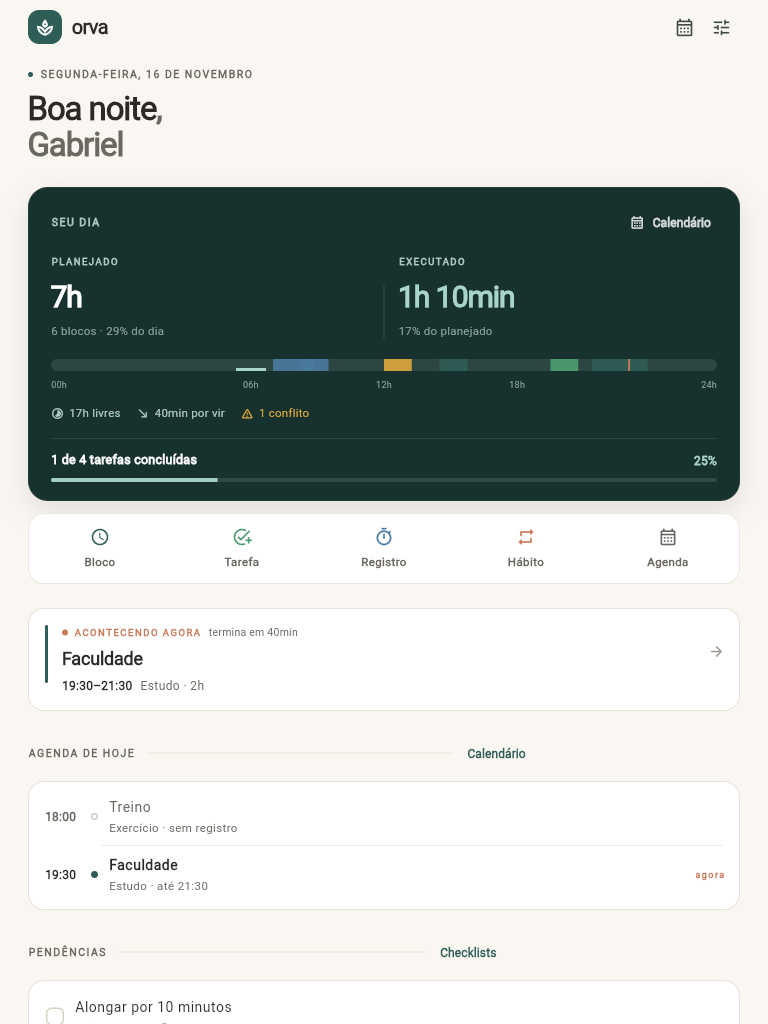 orva
SEGUNDA-FEIRA, 16 DE NOVEMBRO
Boa noite,
Gabriel
SEU DIA
Calendário
PLANEJADO
EXECUTADO
7h
1h 10min
6 blocos · 29% do dia
17% do planejado
00h 06h 12h 18h 24h
17h livres 40min por vir 1 conflito
1 de 4 tarefas concluídas 25%
Bloco Tarefa Registro Hábito Agenda
ACONTECENDO AGORA termina em 40min
Faculdade
19:30–21:30 Estudo · 2h
AGENDA DE HOJE Calendário
18:00 Treino
Exercício · sem registro
19:30 Faculdade
Estudo · até 21:30
agora
PENDÊNCIAS Checklists
Alongar por 10 minutos